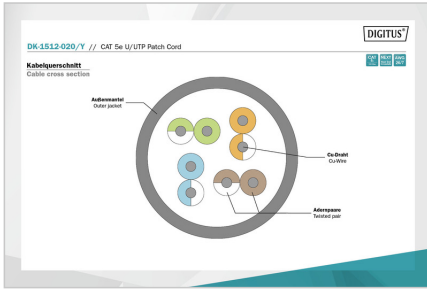 DIGITUS®
DK-1512-020/Y // CAT 5e U/UTP Patch Cord
Kabelquerschnitt
Cable cross section
Außenmantel
Outer jacket
Cu-Draht
Cu-Wire
Aderspaare
Twisted pair